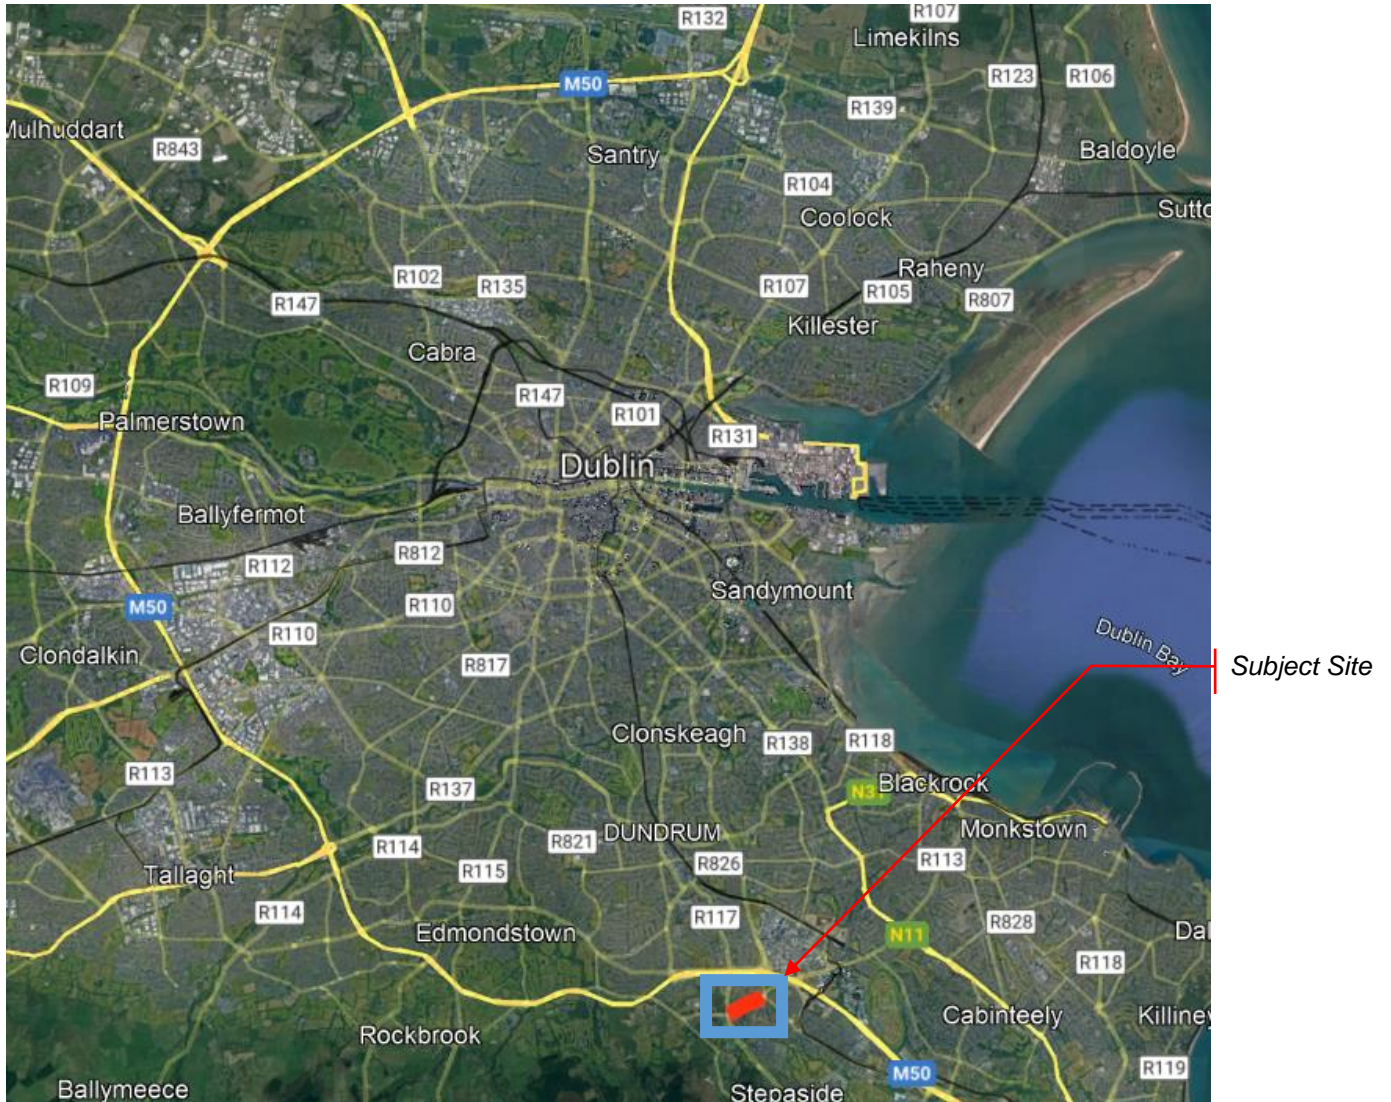 R132
R107
Limekilns
M50
R123
R106
R139
Mulhuddart
R843
Santry
Baldoyle
R104
Coolock
Sutto
R102
R135
Raheny
R147
R107
R105
R807
Killester
Cabra
R109
R147
R101
Palmerstown
R131
Dublin
Ballyfermot
R812
R112
Sandymount
M50
R110
R110
Dublin Bay
Clondalkin
R817
Subject Site
Clonskeagh
R138
R118
R113
Blackrock
R137
N31
Monkstown
DUNDRUM
R821
R114
R826
R113
Tallaght
R115
R114
R117
R828
Edmondstown
N11
Dal
R118
Cabinteely
Killiney
Rockbrook
R119
M50
Ballymeece
Stepaside